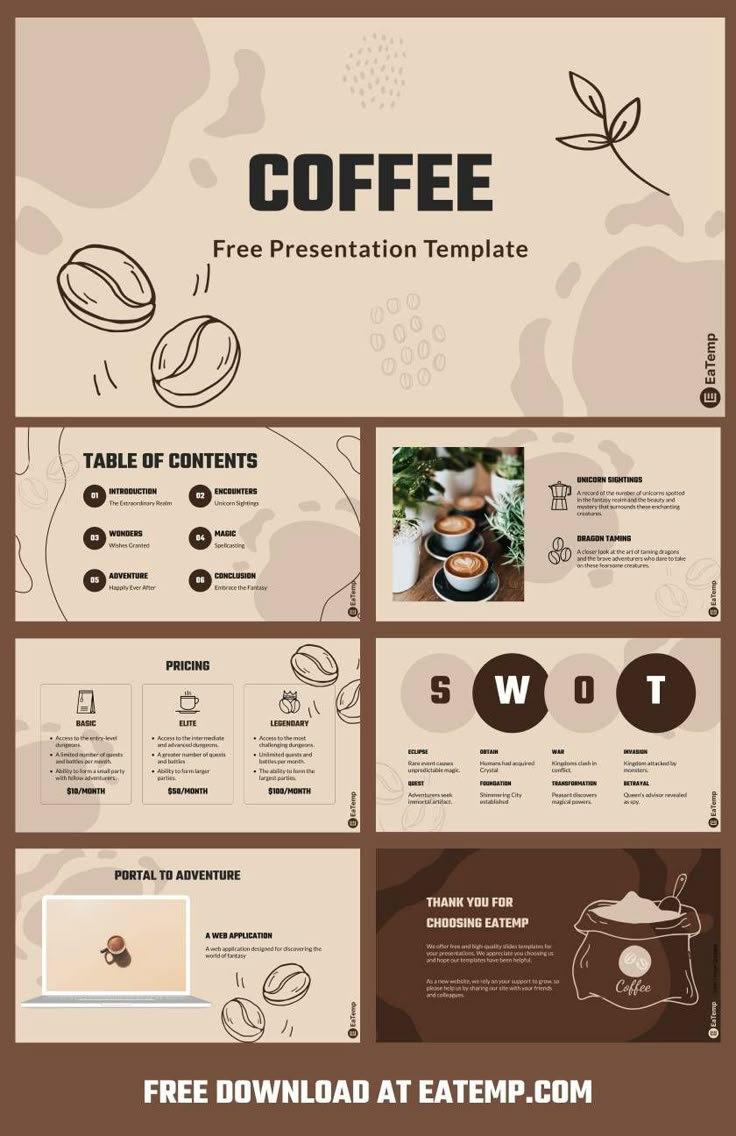 COFFEE
Free Presentation Template
EaTemp
TABLE OF CONTENTS
01
INTRODUCTION
The Extraordinary Realm
02
ENCOUNTERS
Unicorn Sightings
03
WONDERS
Wishes Granted
04
MAGIC
Spellcasting
05
ADVENTURE
Happily Ever After
06
CONCLUSION
Embrace the Fantasy
EaTemp
UNICORN SIGHTINGS
A record of the number of unicorns spotted
in the fantasy realm and the beauty and
mystery that surrounds these enchanting
creatures.
DRAGON TAMING
A closer look at the art of taming dragons
and the brave adventurers who dare to take
on these fearsome creatures.
EaTemp
PRICING
BASIC
• Access to the entry-level
dungeons.
• A limited number of quests
and battles per month.
• Ability to form a small party
with fellow adventurers.
$10/MONTH
ELITE
• Access to the intermediate
and advanced dungeons.
• A greater number of quests
and battles
• Ability to form larger
parties.
$50/MONTH
LEGENDARY
• Access to the most
challenging dungeons.
• Unlimited quests and
battles per month.
• The ability to form the
largest parties.
$100/MONTH
EaTemp
S W O T
ECLIPSE
Rare event causes
unpredictable magic.
QUEST
Adventurers seek
immortal artifact.
OBTAIN
Humans had acquired
Crystal
FOUNDATION
Shimmering City
established
WAR
Kingdoms clash in
conflict.
TRANSFORMATION
Peasant discovers
magical powers.
INVASION
Kingdom attacked by
monsters.
BETRAYAL
Queen's advisor revealed
as spy.
EaTemp
PORTAL TO ADVENTURE
A WEB APPLICATION
A web application designed for discovering the
world of fantasy
EaTemp
THANK YOU FOR
CHOOSING EATEMP
We offer free and high-quality slides templates for
your presentations. We appreciate you choosing us
and hope our templates have been helpful.
As a new website, we rely on your support to grow, so
please help us by sharing our site with your friends
and colleagues.
Coffee
EaTemp
FREE DOWNLOAD AT EATEMP.COM